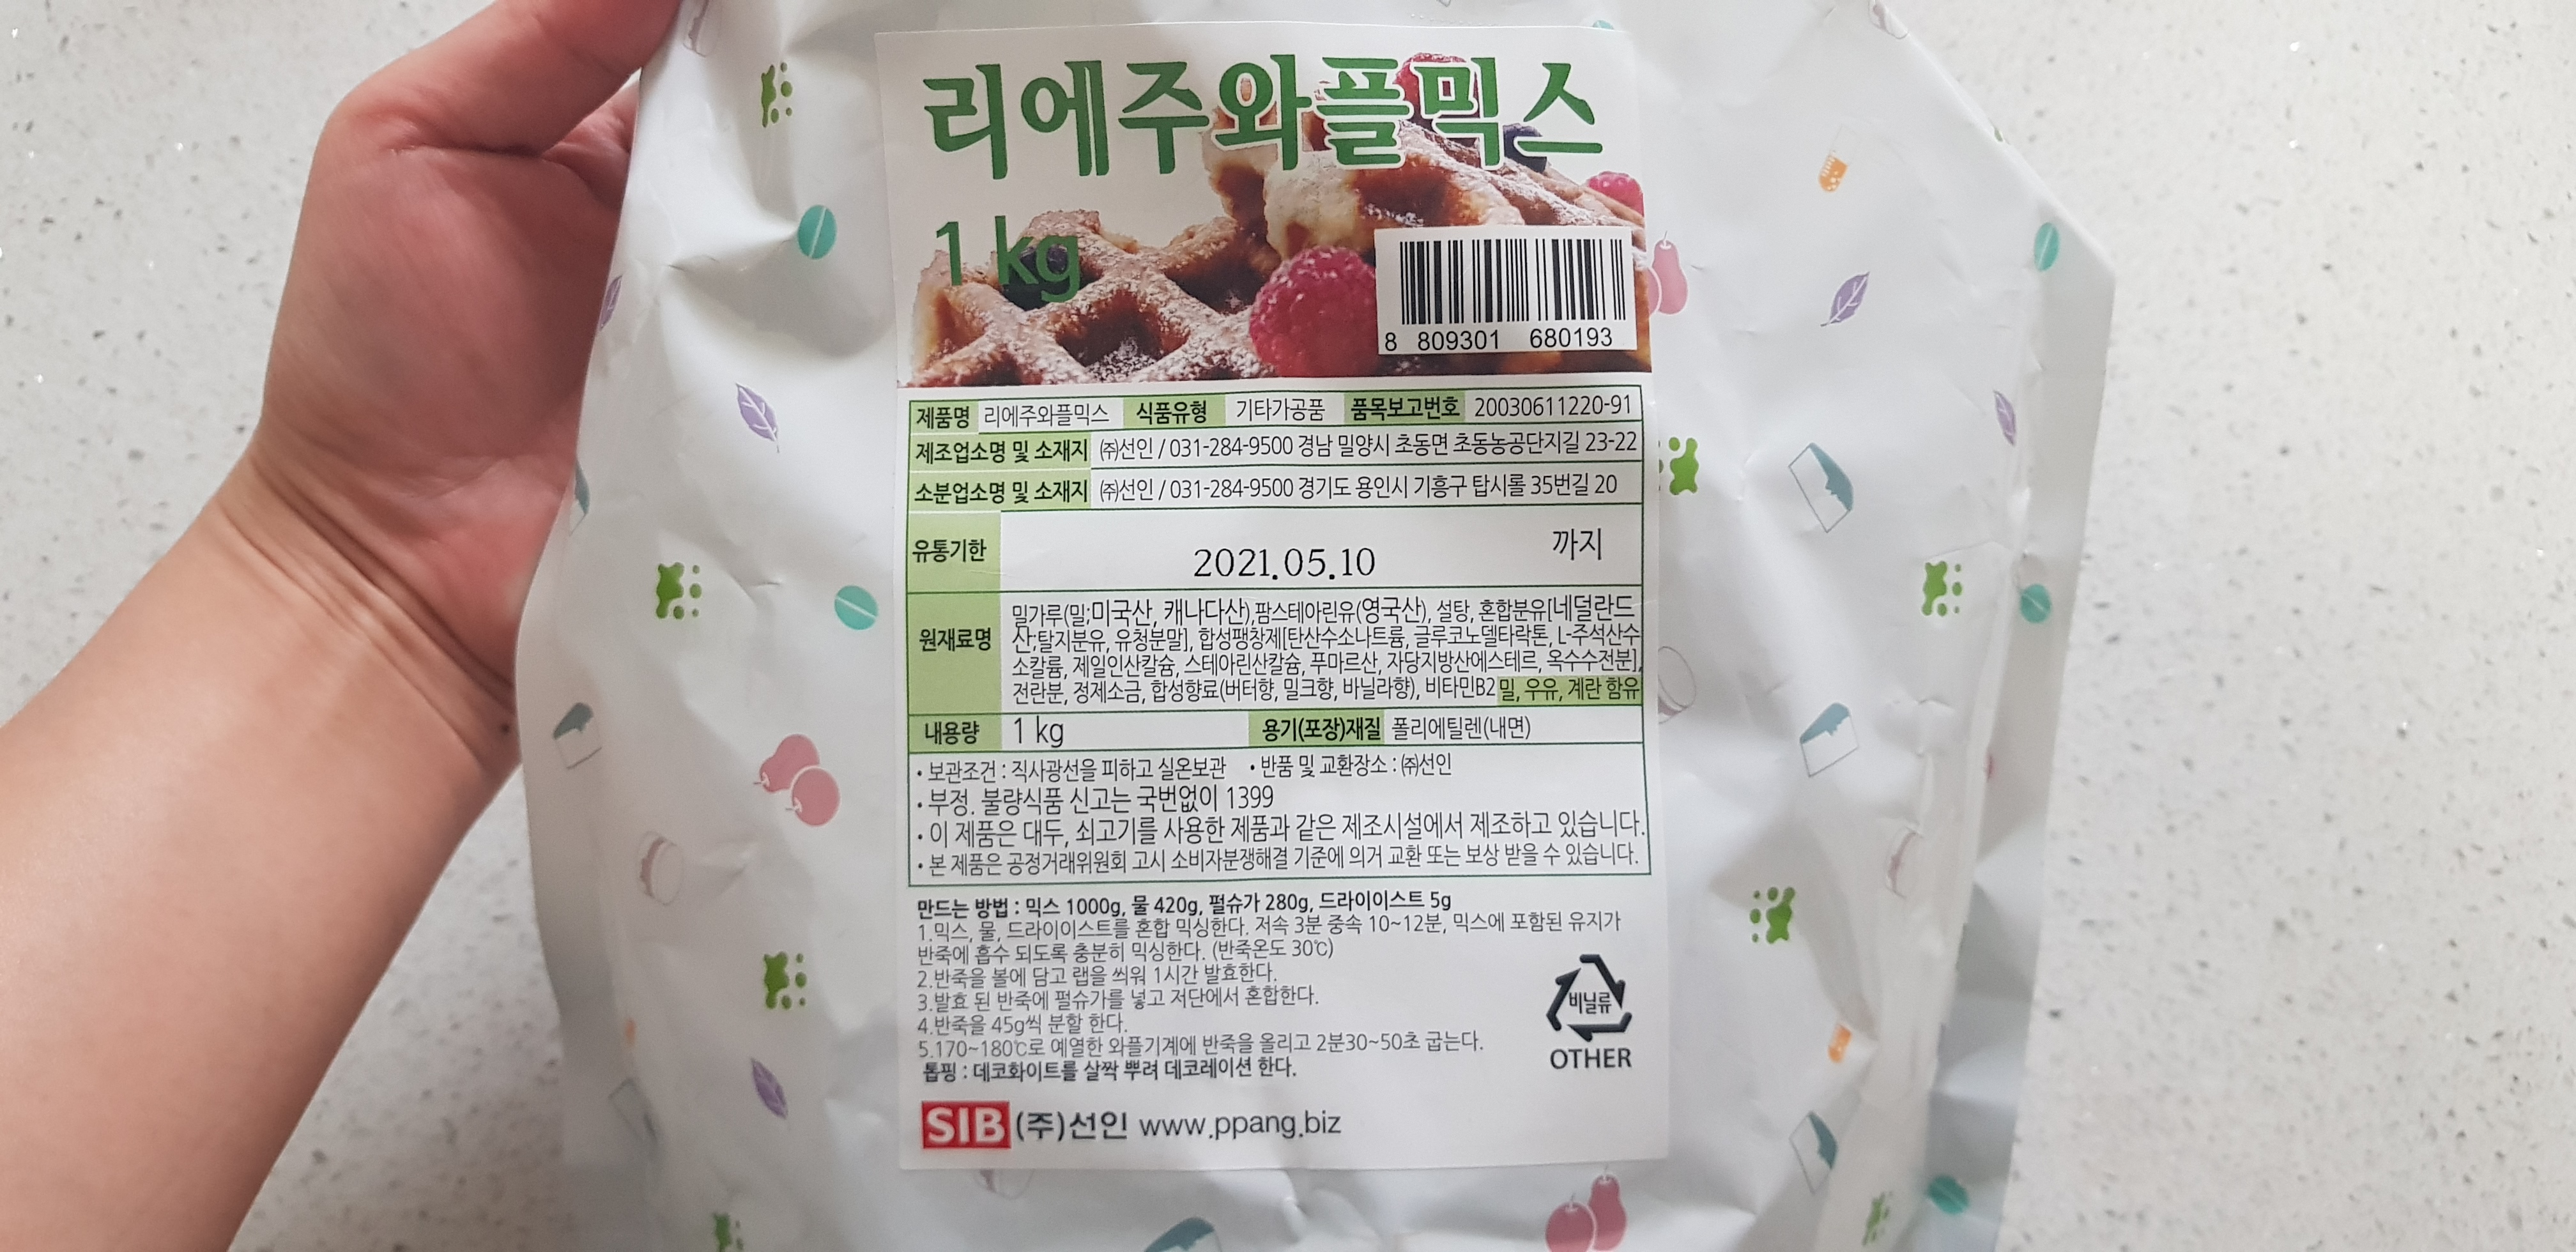 리에주와플믹스
1 kg
8 809301 680193
제품명 리에주와플믹스 식품유형 기타가공품 품목보고번호 20030611220-91
제조업소명 및 소재지 ㈜선인 / 031-284-9500 경남 밀양시 초동면 초동농공단지길 23-22
소분업소명 및 소재지 ㈜선인 / 031-284-9500 경기도 용인시 기흥구 탑시롤 35번길 20
유통기한 2021.05.10 까지
원재료명 밀가루(밀;미국산, 캐나다산),팜스테아린유(영국산), 설탕, 혼합분유[네덜란드
산;탈지분유, 유청분말], 합성팽창제[탄산수소나트륨, 글루코노델타락톤, L-주석산수
소칼륨, 제일인산칼슘, 스테아린산칼슘, 푸마르산, 자당지방산에스테르, 옥수수전분],
전란분, 정제소금, 합성향료(버터향, 밀크향, 바닐라향), 비타민B2 밀, 우유, 계란 함유
내용량 1 kg 용기(포장)재질 폴리에틸렌(내면)
• 보관조건 : 직사광선을 피하고 실온보관 • 반품 및 교환장소 : ㈜선인
• 부정. 불량식품 신고는 국번없이 1399
• 이 제품은 대두, 쇠고기를 사용한 제품과 같은 제조시설에서 제조하고 있습니다.
• 본 제품은 공정거래위원회 고시 소비자분쟁해결 기준에 의거 교환 또는 보상 받을 수 있습니다.
만드는 방법 : 믹스 1000g, 물 420g, 펄슈가 280g, 드라이이스트 5g
1.믹스, 물, 드라이이스트를 혼합 믹싱한다. 저속 3분 중속 10~12분, 믹스에 포함된 유지가
반죽에 흡수 되도록 충분히 믹싱한다. (반죽온도 30℃)
2.반죽을 볼에 담고 랩을 씌워 1시간 발효한다.
3.발효 된 반죽에 펄슈가를 넣고 저단에서 혼합한다.
4.반죽을 45g씩 분할 한다.
5.170~180℃로 예열한 와플기계에 반죽을 올리고 2분30~50초 굽는다.
톱핑 : 데코화이트를 살짝 뿌려 데코레이션 한다.
비닐류
OTHER
SIB (주)선인 www.ppang.biz